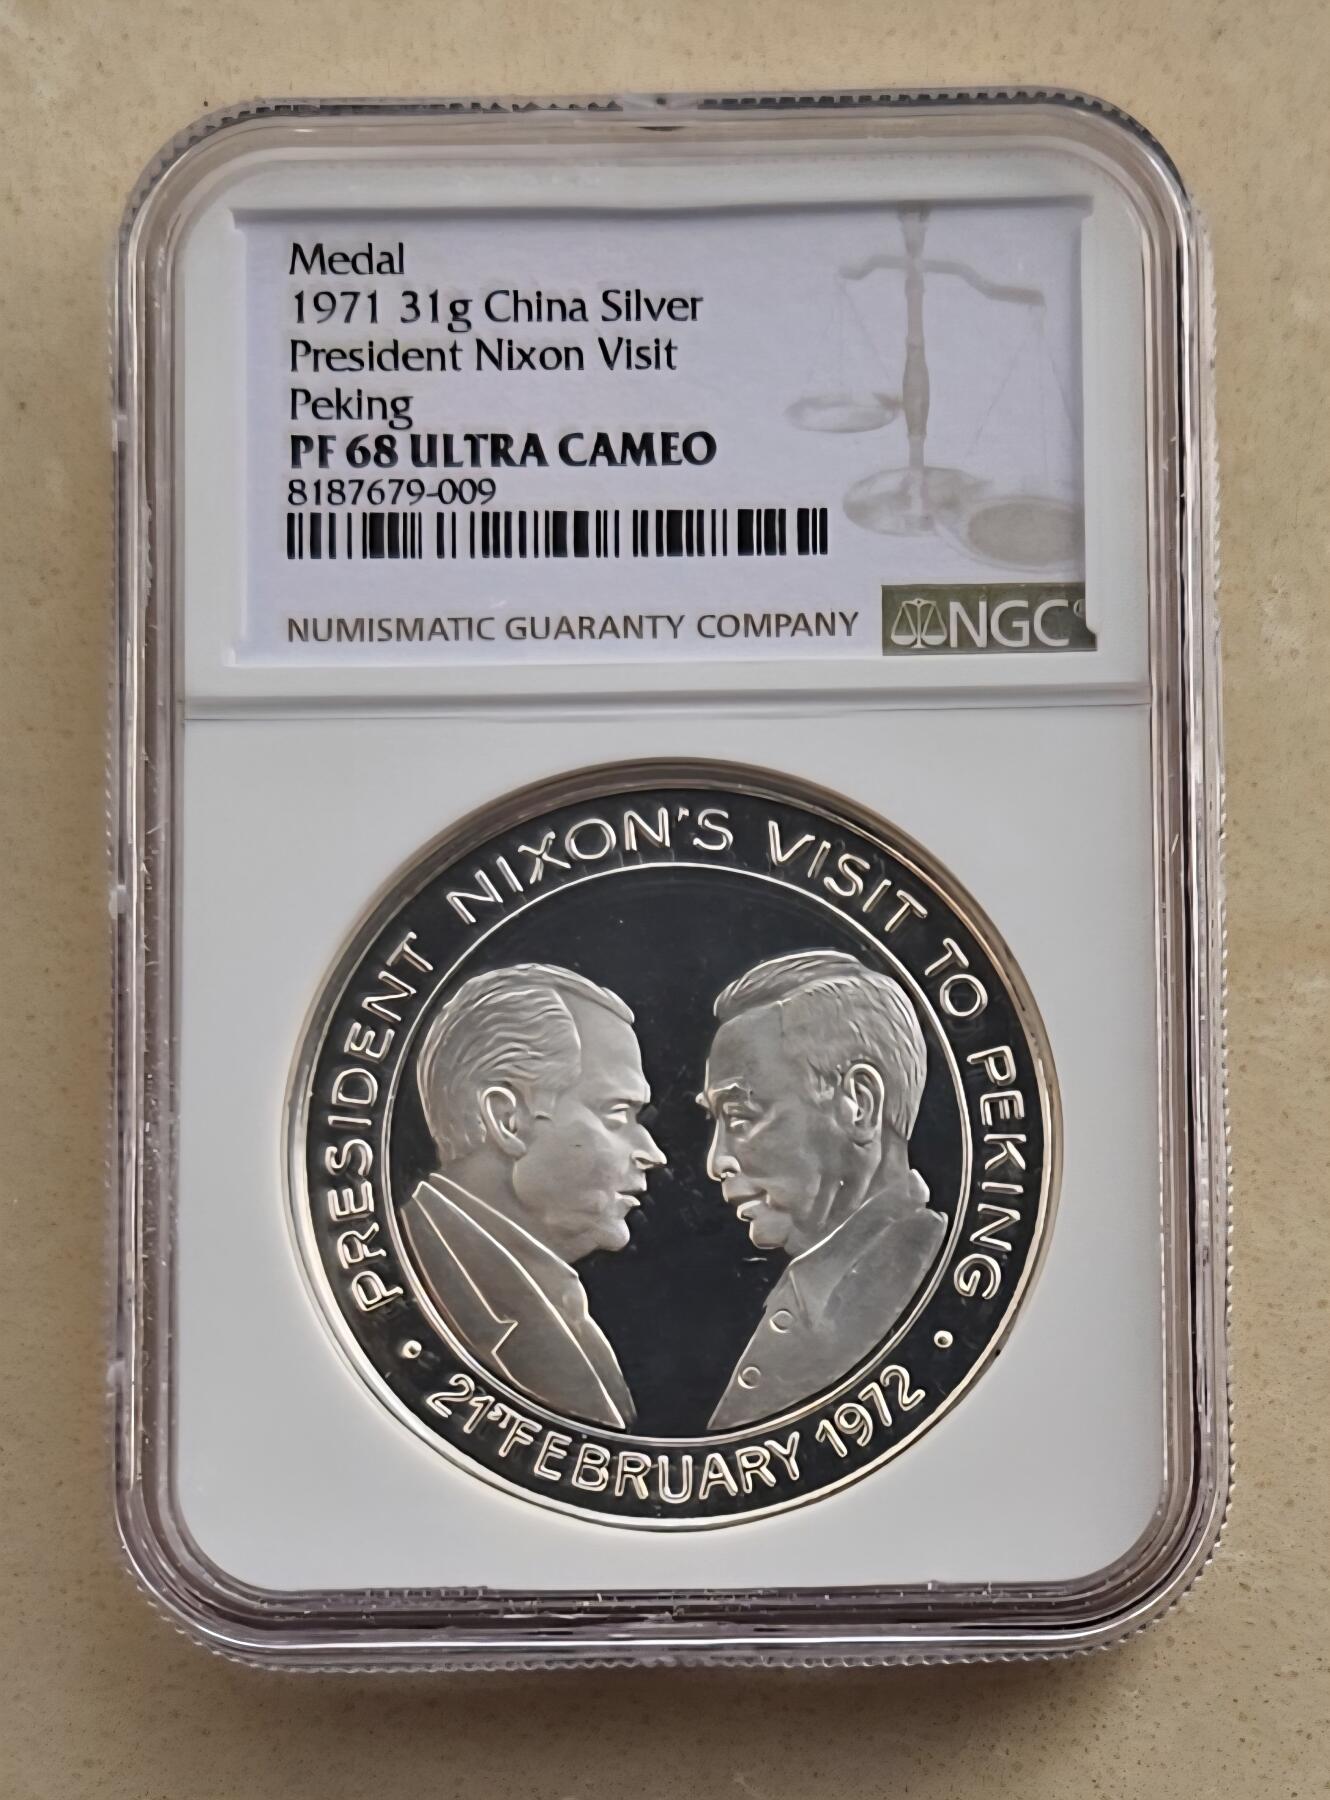 Medal
1971 31g China Silver
President Nixon Visit
Peking
PF 68 ULTRA CAMEO
8187679-009
NUMISMATIC GUARANTY COMPANY
NGC
PRESIDENT NIXON'S VISIT TO PEKING
• 21ST FEBRUARY 1972 •